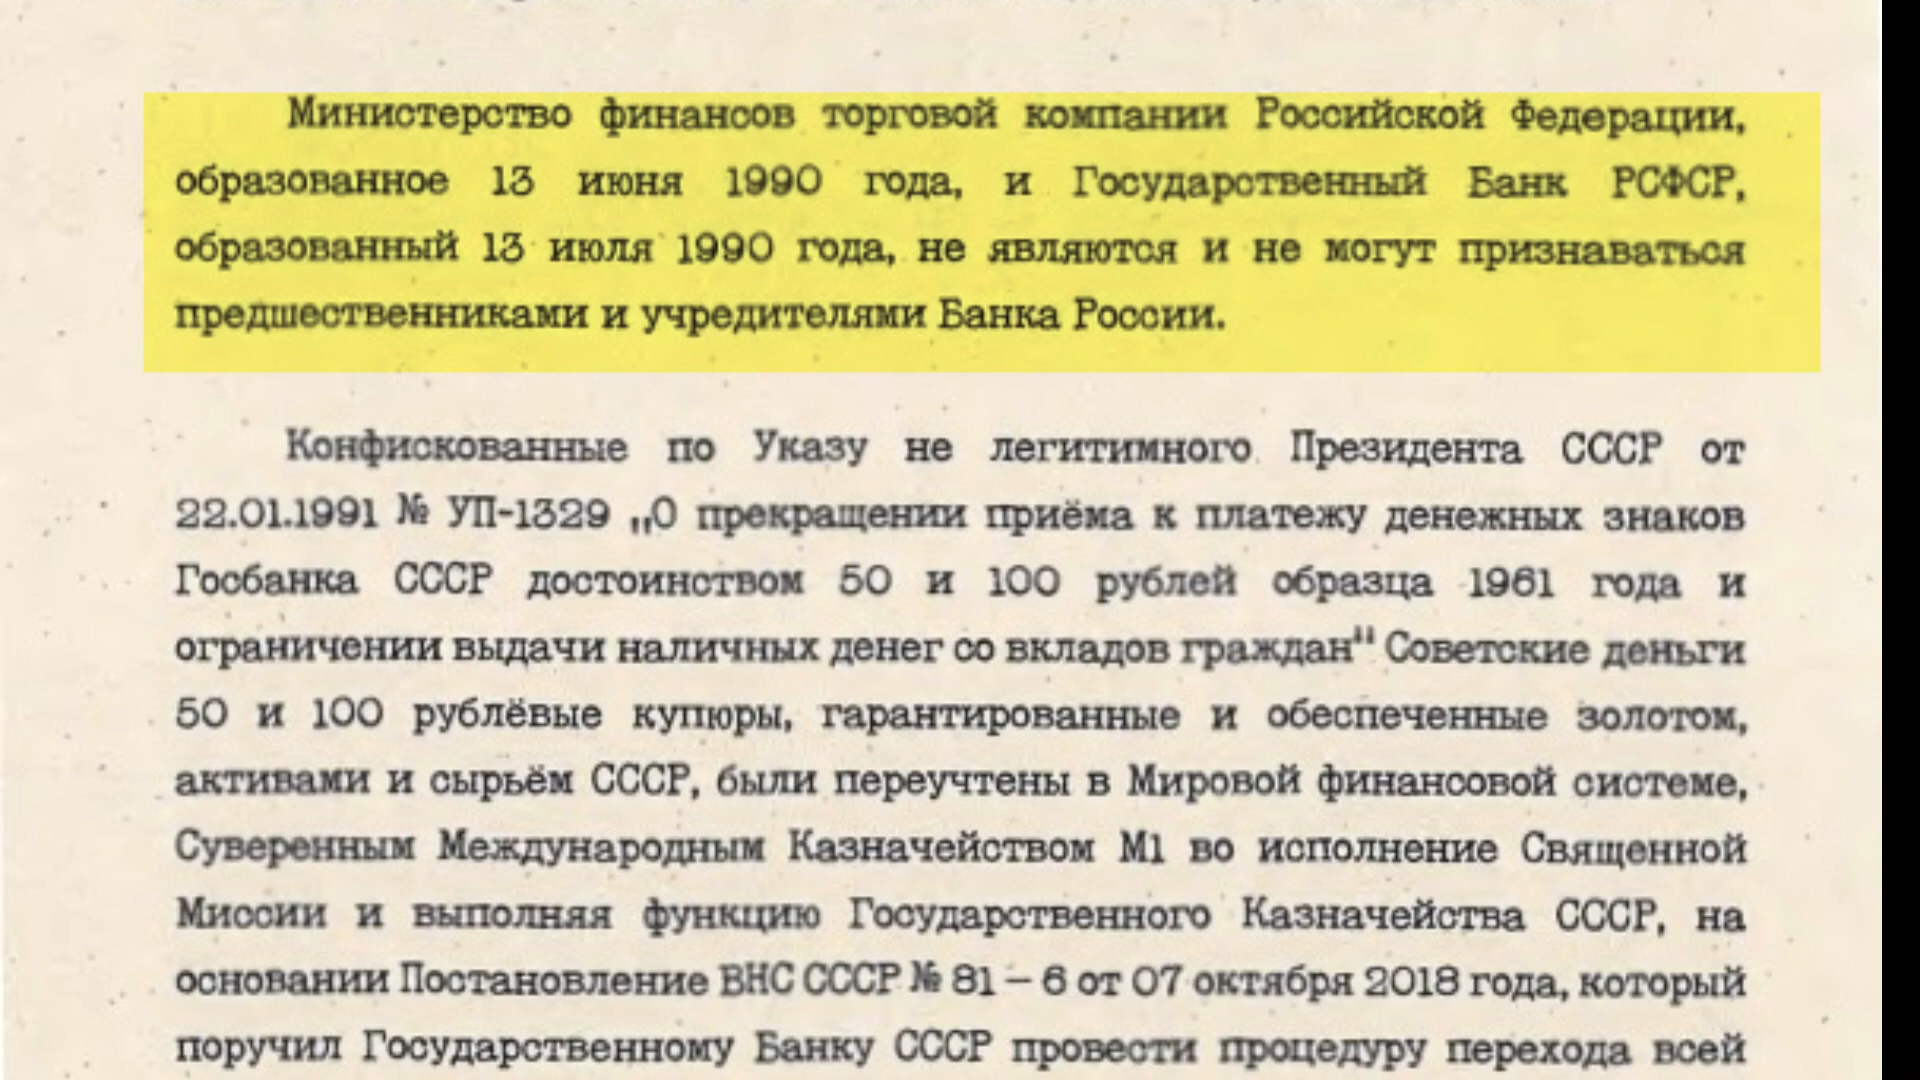 Министерство финансов торговой компании Российской Федерации,
образованное 13 июня 1990 года, и Государственный Банк РСФСР,
образованный 13 июля 1990 года, не являются и не могут признаваться
предшественниками и учредителями Банка России.
Конфискованные по Указу не легитимного Президента СССР от
22.01.1991 № УП-1329 „О прекращении приёма к платежу денежных знаков
Госбанка СССР достоинством 50 и 100 рублей образца 1961 года и
ограничении выдачи наличных денег со вкладов граждан" Советские деньги
50 и 100 рублёвые купюры, гарантированные и обеспеченные золотом,
активами и сырьём СССР, были переучтены в Мировой финансовой системе,
Суверенным Международным Казначейством М1 во исполнение Священной
Миссии и выполняя функцию Государственного Казначейства СССР, на
основании Постановление ВНС СССР № 81 – 6 от 07 октября 2018 года, который
поручил Государственному Банку СССР провести процедуру перехода всей